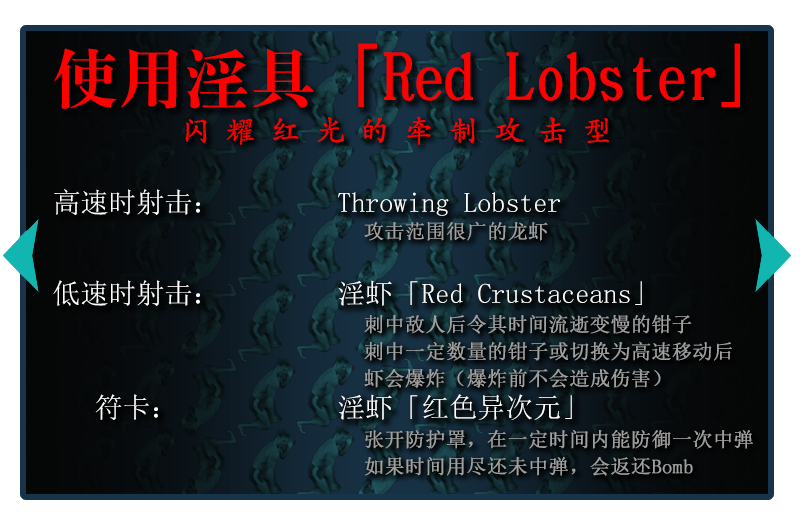 使用淫具「Red Lobster」
闪耀红光的牵制攻击型
高速时射击： Throwing Lobster
攻击范围很广的龙虾
低速时射击： 淫虾「Red Crustaceans」
刺中敌人后令其时间流逝变慢的钳子
刺中一定数量的钳子或切换为高速移动后
虾会爆炸（爆炸前不会造成伤害）
符卡： 淫虾「红色异次元」
张开防护罩，在一定时间内能防御一次中弹
如果时间用尽还未中弹，会返还Bomb